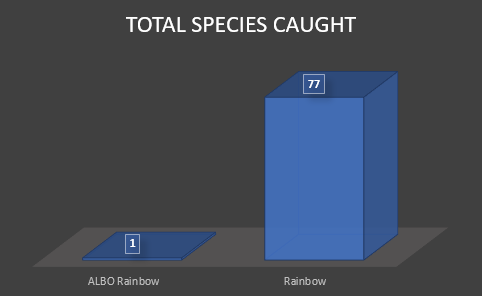 TOTAL SPECIES CAUGHT
77
1
ALBO Rainbow
Rainbow